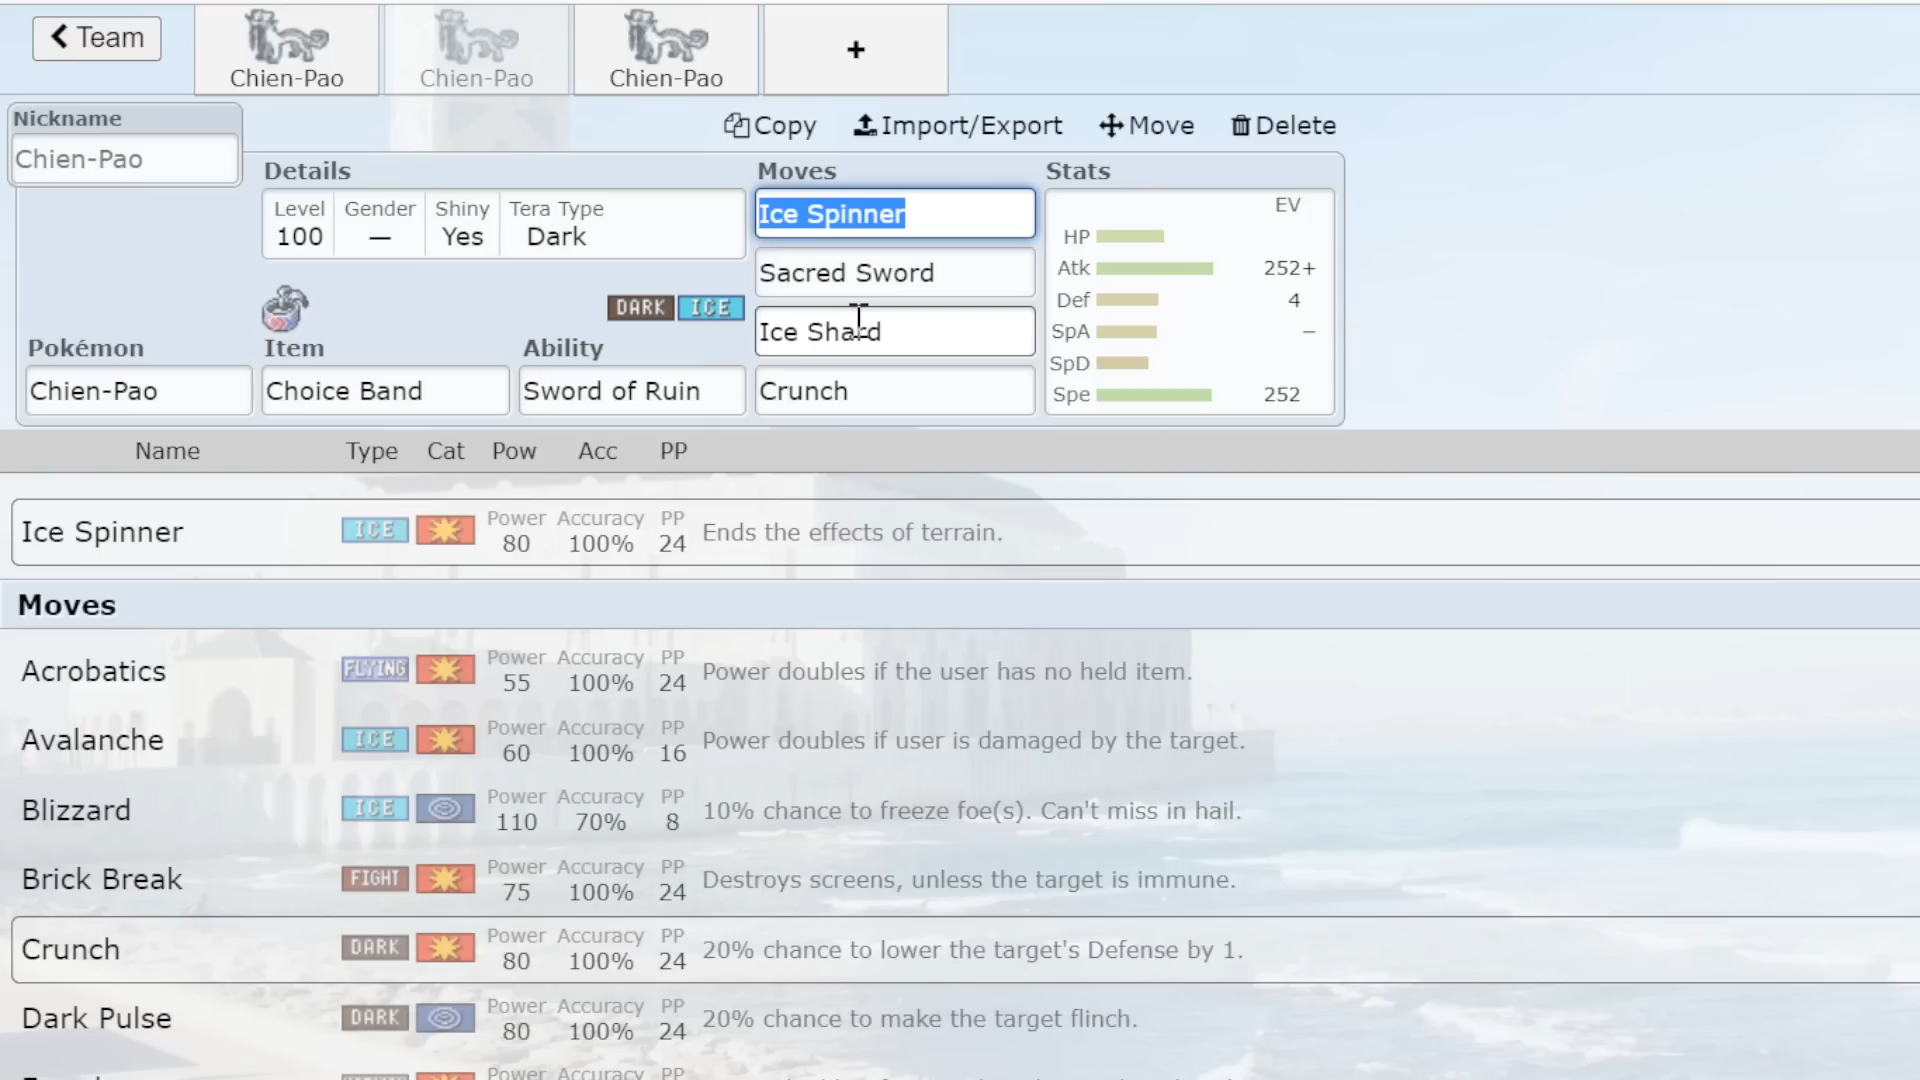 Team
Chien-Pao
Chien-Pao
Chien-Pao
+
Nickname
Chien-Pao
Copy
Import/Export
Move
Delete
Details
Level
100
Gender
—
Shiny
Yes
Tera Type
Dark
DARK ICE
Pokémon
Chien-Pao
Item
Choice Band
Ability
Sword of Ruin
Moves
Ice Spinner
Sacred Sword
Ice Shard
Crunch
Stats
EV
HP
Atk 252+
Def 4
SpA –
SpD
Spe 252
Name Type Cat Pow Acc PP
Ice Spinner ICE Power 80 Accuracy 100% PP 24 Ends the effects of terrain.
Moves
Acrobatics FLYING Power 55 Accuracy 100% PP 24 Power doubles if the user has no held item.
Avalanche ICE Power 60 Accuracy 100% PP 16 Power doubles if user is damaged by the target.
Blizzard ICE Power 110 Accuracy 70% PP 8 10% chance to freeze foe(s). Can't miss in hail.
Brick Break FIGHT Power 75 Accuracy 100% PP 24 Destroys screens, unless the target is immune.
Crunch DARK Power 80 Accuracy 100% PP 24 20% chance to lower the target's Defense by 1.
Dark Pulse DARK Power 80 Accuracy 100% PP 24 20% chance to make the target flinch.
Power Accuracy PP